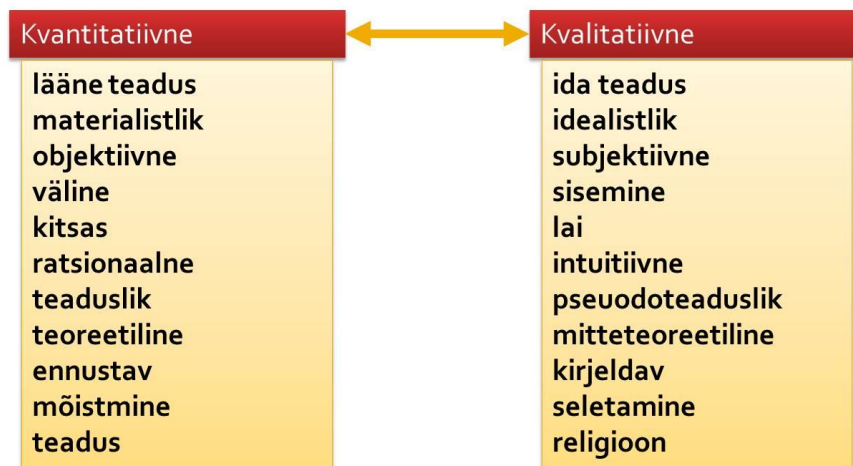 Kvantitatiivne
lääne teadus
materialistlik
objektiivne
väline
kitsas
ratsionaalne
teaduslik
teoreetiline
ennustav
mõistmine
teadus
Kvalitatiivne
ida teadus
idealistlik
subjektiivne
sisemine
lai
intuitiivne
pseudoteaduslik
mitteteoreetiline
kirjeldav
seletamine
religioon